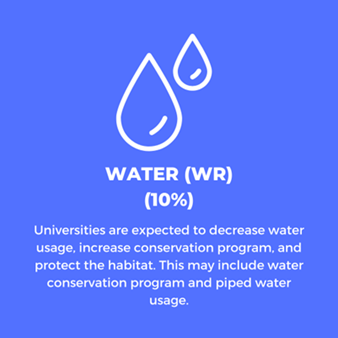 WATER (WR)
(10%)
Universities are expected to decrease water
usage, increase conservation program, and
protect the habitat. This may include water
conservation program and piped water
usage.